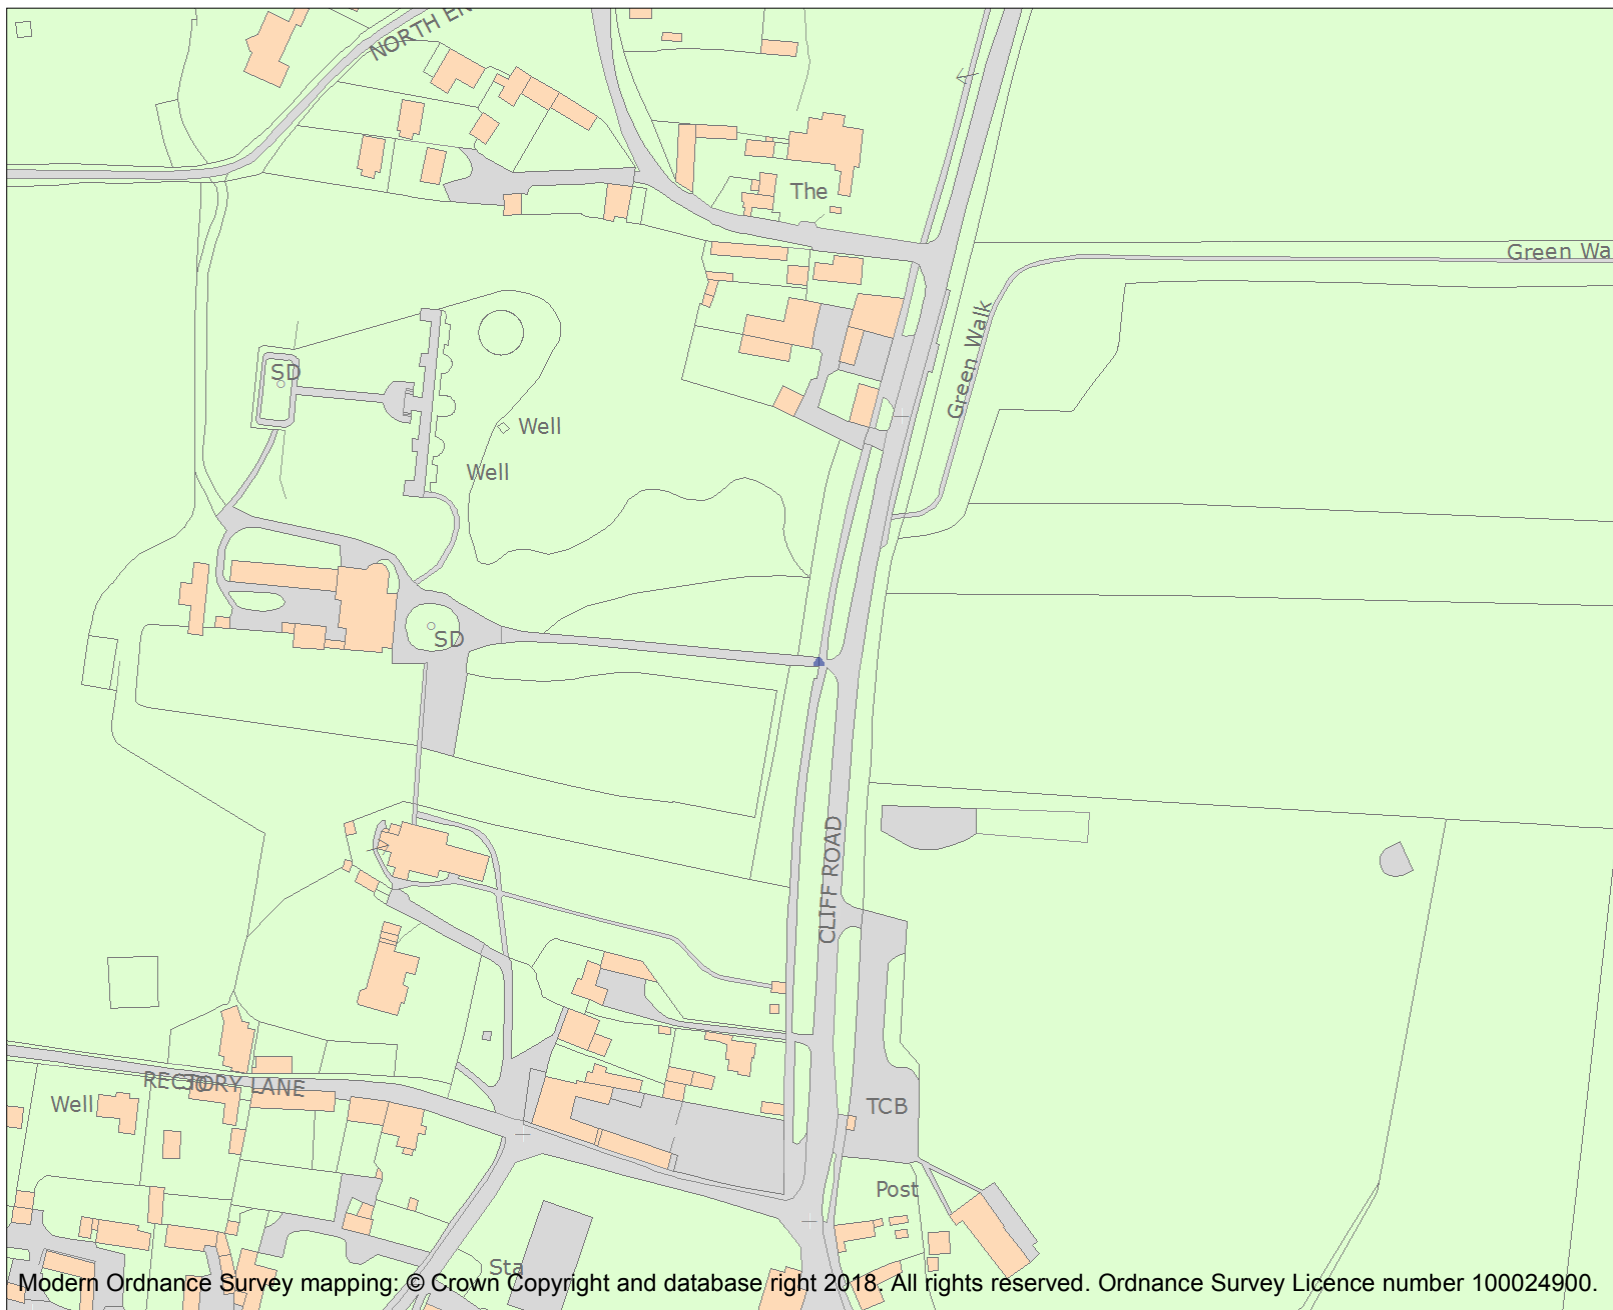 NORTH EN
The
Green Wa
Green Walk
SD
Well
Well
SD
CLIFF ROAD
RECTORY LANE
Well
TCB
Post
Sta
Modern Ordnance Survey mapping: © Crown Copyright and database right 2018. All rights reserved. Ordnance Survey Licence number 100024900.